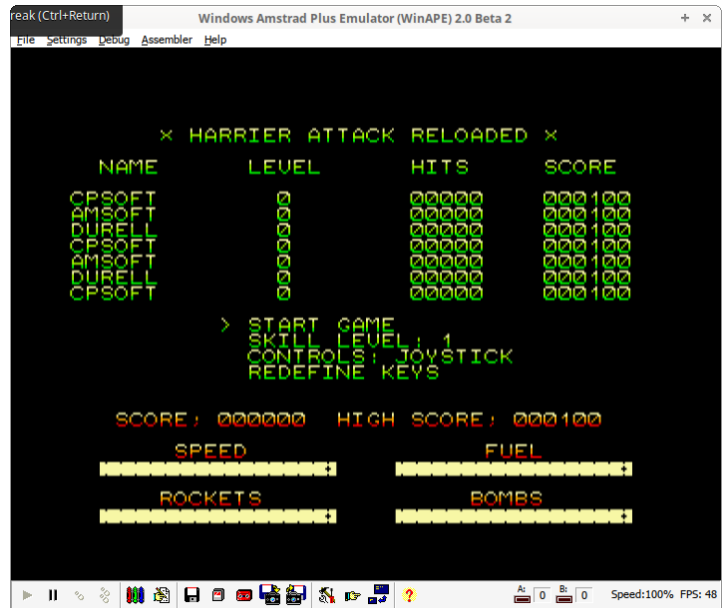 reak (Ctrl+Return)
Windows Amstrad Plus Emulator (WinAPE) 2.0 Beta 2
File Settings Debug Assembler Help
× HARRIER ATTACK RELOADED ×
NAME LEVEL HITS SCORE
CPSOFT 0 00000 000100
AMSOFT 0 00000 000100
DURELL 0 00000 000100
CPSOFT 0 00000 000100
AMSOFT 0 00000 000100
DURELL 0 00000 000100
CPSOFT 0 00000 000100
> START GAME
SKILL LEVEL: 1
CONTROLS: JOYSTICK
REDEFINE KEYS
SCORE: 000000 HIGH SCORE: 000100
SPEED FUEL
ROCKETS BOMBS
A: 0 B: 0 Speed:100% FPS: 48